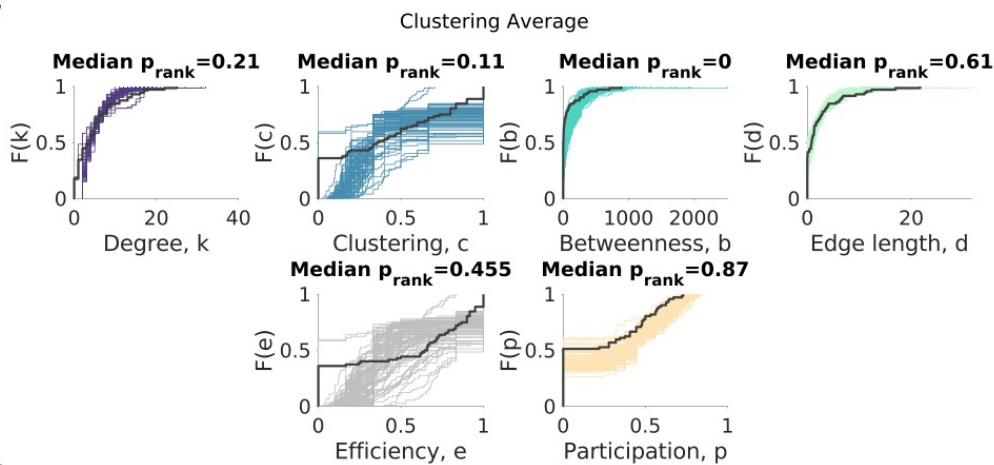 Clustering Average
Median p_rank=0.21
Median p_rank=0.11
Median p_rank=0
Median p_rank=0.61
F(k)
1
0.5
0
0 20 40
Degree, k
F(c)
1
0.5
0
0 0.5 1
Clustering, c
F(b)
1
0.5
0
0 1000 2000
Betweenness, b
F(d)
1
0.5
0
0 20
Edge length, d
Median p_rank=0.455
Median p_rank=0.87
F(e)
1
0.5
0
0 0.5 1
Efficiency, e
F(p)
1
0.5
0
0 0.5 1
Participation, p